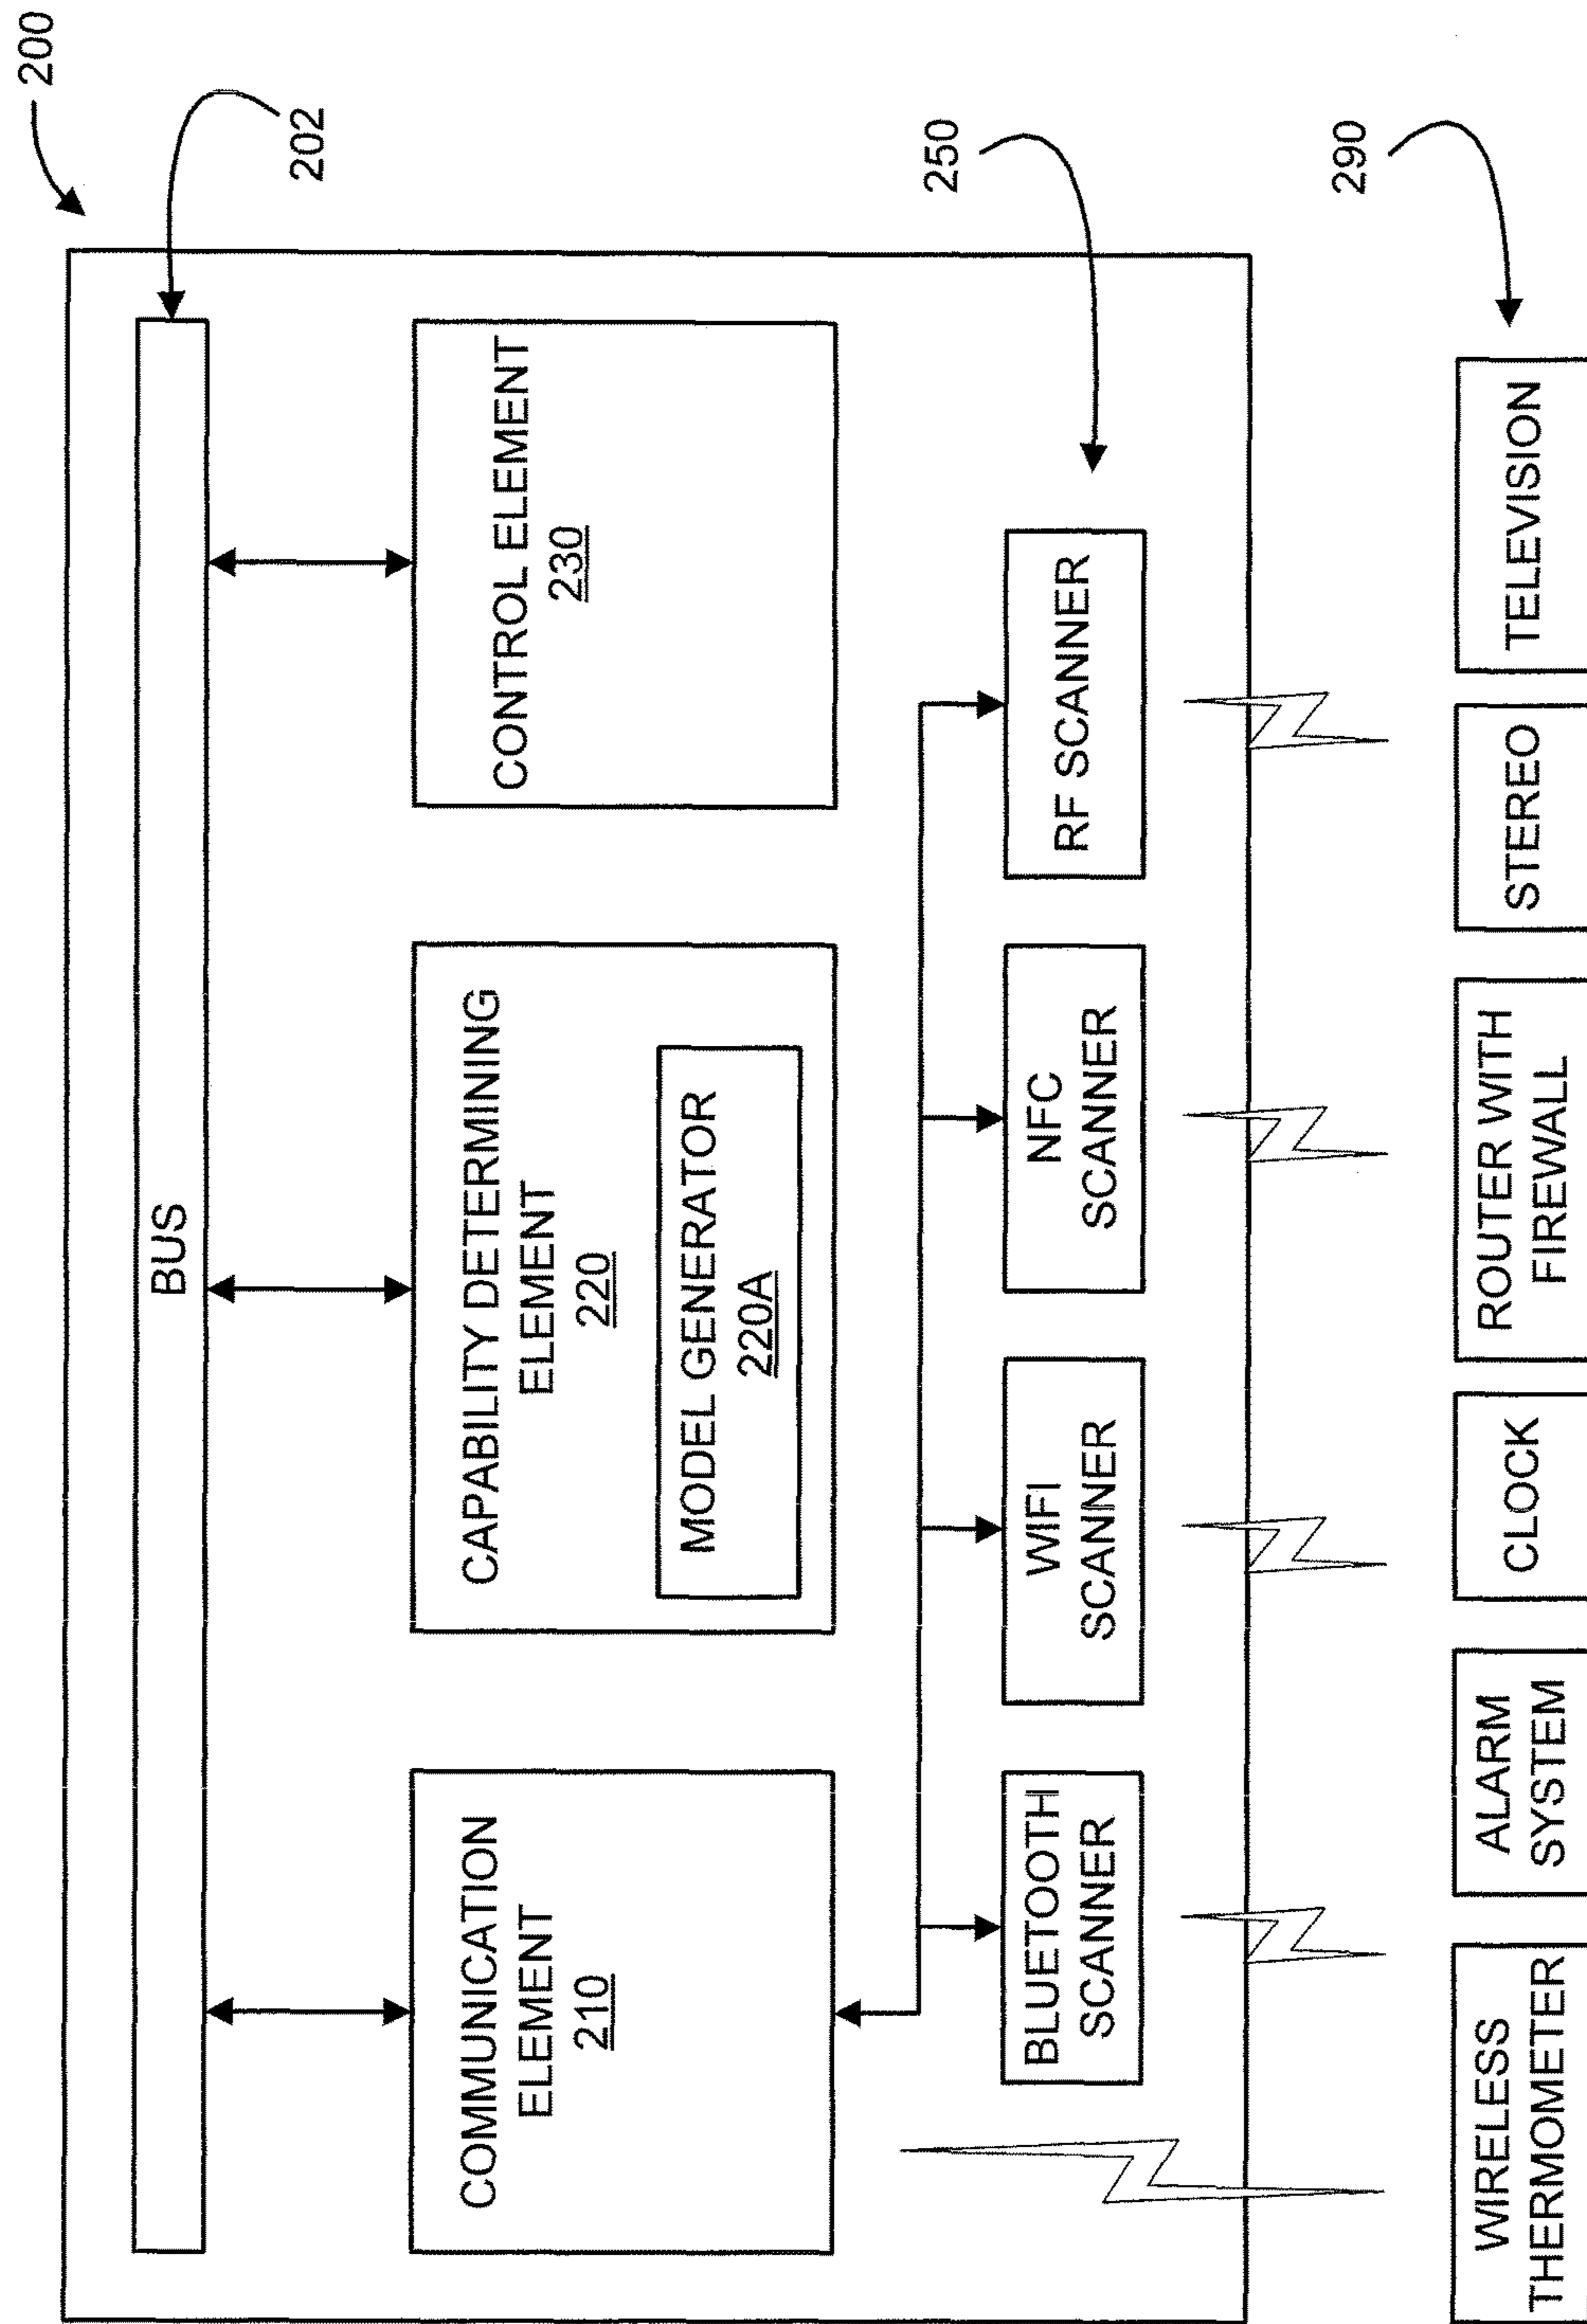 200
202
BUS
COMMUNICATION
ELEMENT
210
CAPABILITY DETERMINING
ELEMENT
220
MODEL GENERATOR
220A
CONTROL ELEMENT
230
250
BLUETOOTH
SCANNER
WIFI
SCANNER
NFC
SCANNER
RF SCANNER
290
WIRELESS
THERMOMETER
ALARM
SYSTEM
CLOCK
ROUTER WITH
FIREWALL
STEREO
TELEVISION